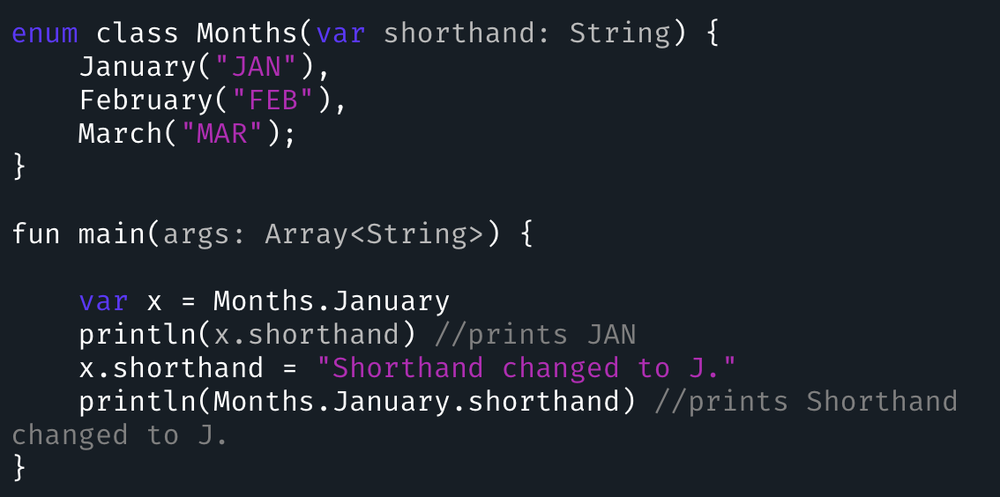 enum class Months(var shorthand: String) {
    January("JAN"),
    February("FEB"),
    March("MAR");
}

fun main(args: Array<String>) {

    var x = Months.January
    println(x.shorthand) //prints JAN
    x.shorthand = "Shorthand changed to J."
    println(Months.January.shorthand) //prints Shorthand
changed to J.
}